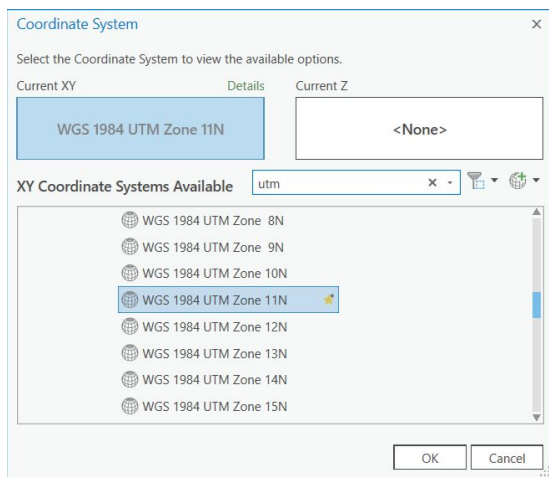 Coordinate System
Select the Coordinate System to view the available options.
Current XY Details Current Z
WGS 1984 UTM Zone 11N <None>
XY Coordinate Systems Available utm
WGS 1984 UTM Zone 8N
WGS 1984 UTM Zone 9N
WGS 1984 UTM Zone 10N
WGS 1984 UTM Zone 11N
WGS 1984 UTM Zone 12N
WGS 1984 UTM Zone 13N
WGS 1984 UTM Zone 14N
WGS 1984 UTM Zone 15N
OK Cancel